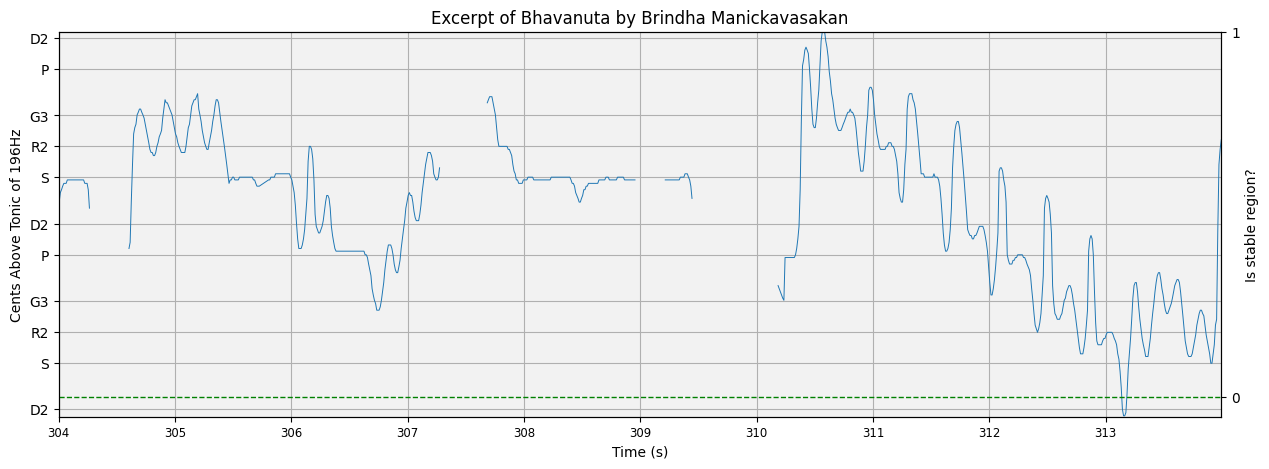 Excerpt of Bhavanuta by Brindha Manickavasakan
Cents Above Tonic of 196Hz
D2
P
G3
R2
S
D2
P
G3
R2
S
D2
1
0
Is stable region?
304 305 306 307 308 309 310 311 312 313
Time (s)